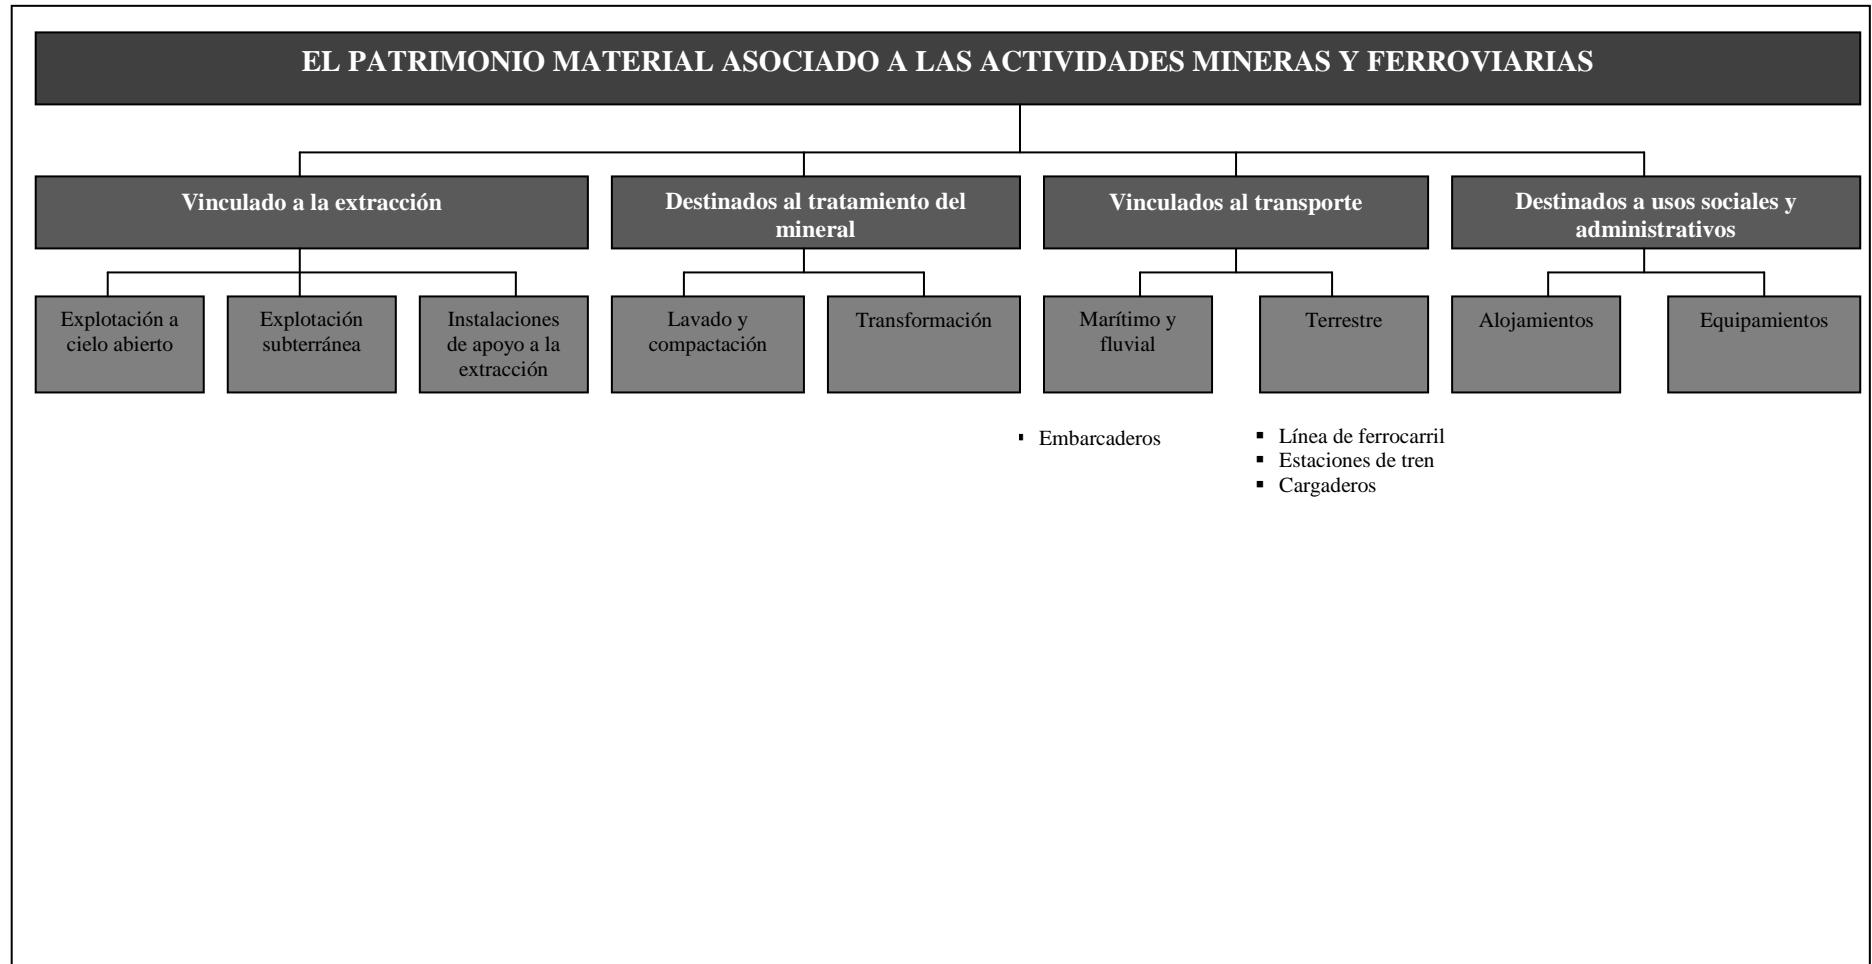 EL PATRIMONIO MATERIAL ASOCIADO A LAS ACTIVIDADES MINERAS Y FERROVIARIAS
Vinculado a la extracción
Destinados al tratamiento del
mineral
Vinculados al transporte
Destinados a usos sociales y
administrativos
Explotación a
cielo abierto
Explotación
subterránea
Instalaciones
de apoyo a la
extracción
Lavado y
compactación
Transformación
Marítimo y
fluvial
Terrestre
Alojamientos
Equipamientos
▪ Embarcaderos
▪ Línea de ferrocarril
▪ Estaciones de tren
▪ Cargaderos